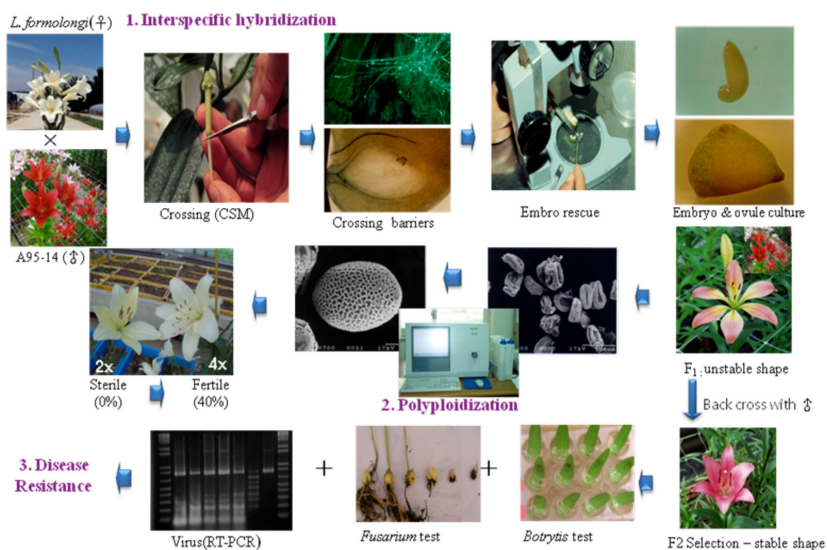 L. formolongi(♀)
1. Interspecific hybridization
×
Crossing (CSM)
Crossing barriers
Embro rescue
Embryo & ovule culture
A95-14 (♂)
2x
4x
Sterile
(0%)
Fertile
(40%)
2. Polyploidization
F1 : unstable shape
Back cross with ♂
3. Disease
Resistance
+
+
Virus(RT-PCR)
Fusarium test
Botrytis test
F2 Selection – stable shape